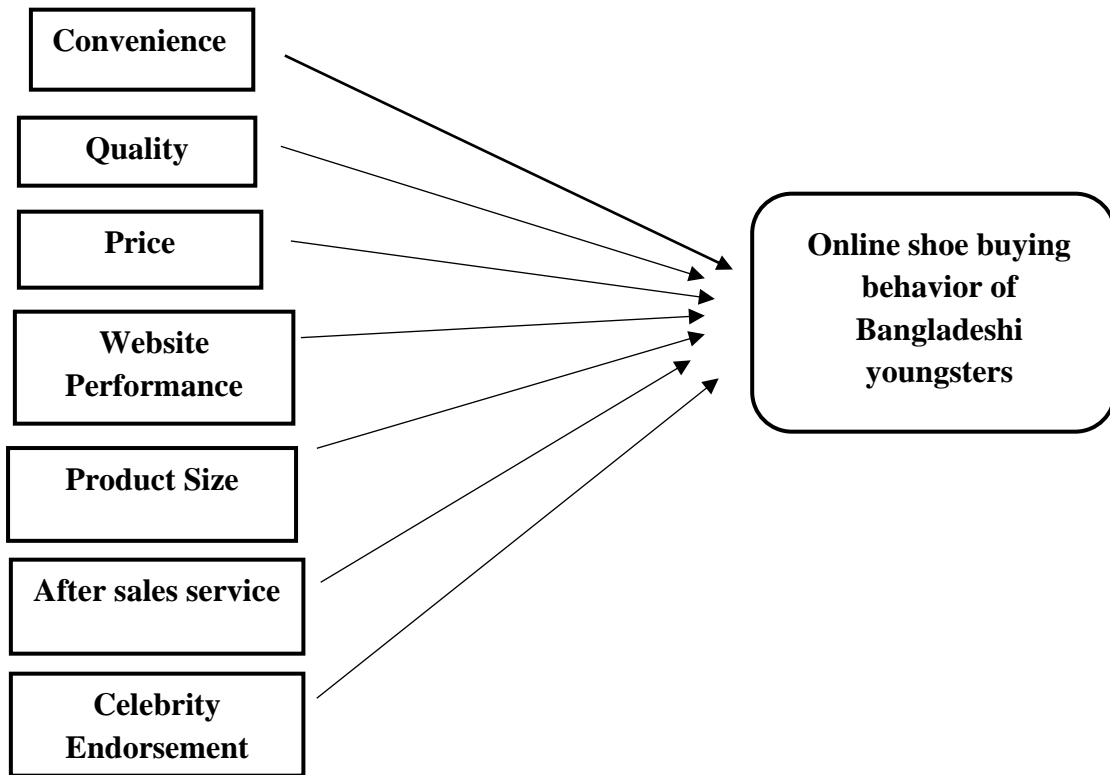 Convenience
Quality
Price
Website
Performance
Product Size
After sales service
Celebrity
Endorsement
Online shoe buying
behavior of
Bangladeshi
youngsters